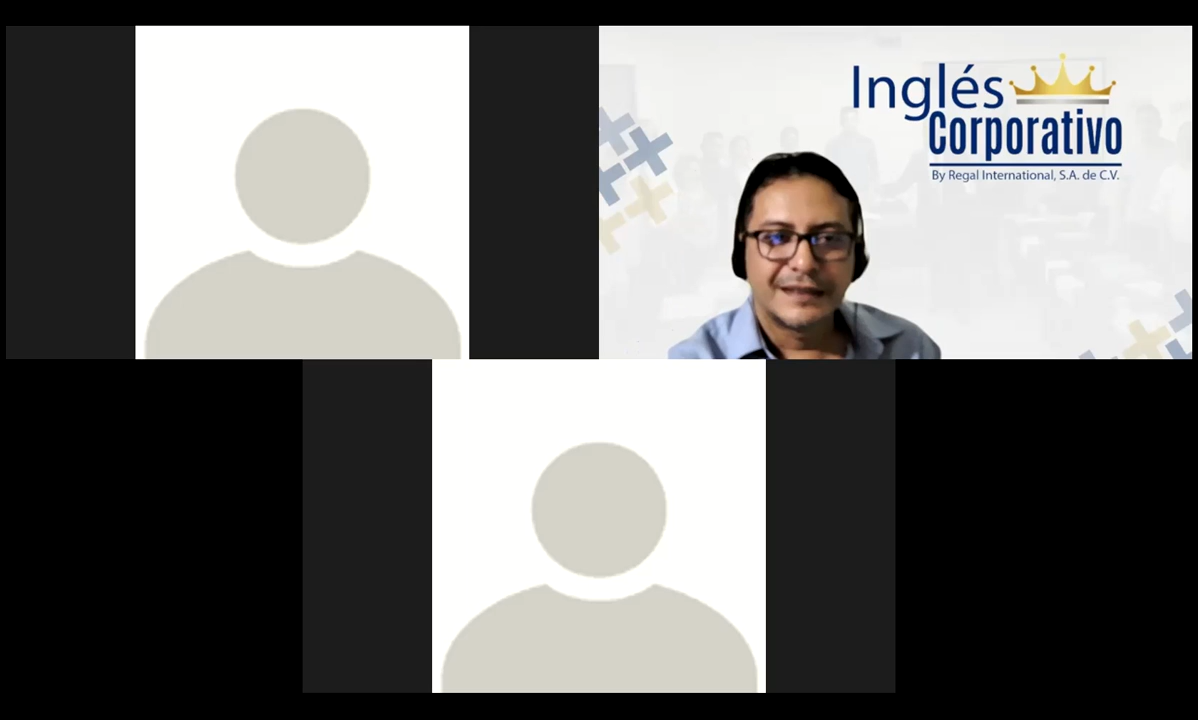 Inglés
Corporativo
By Regal International, S.A. de C.V.